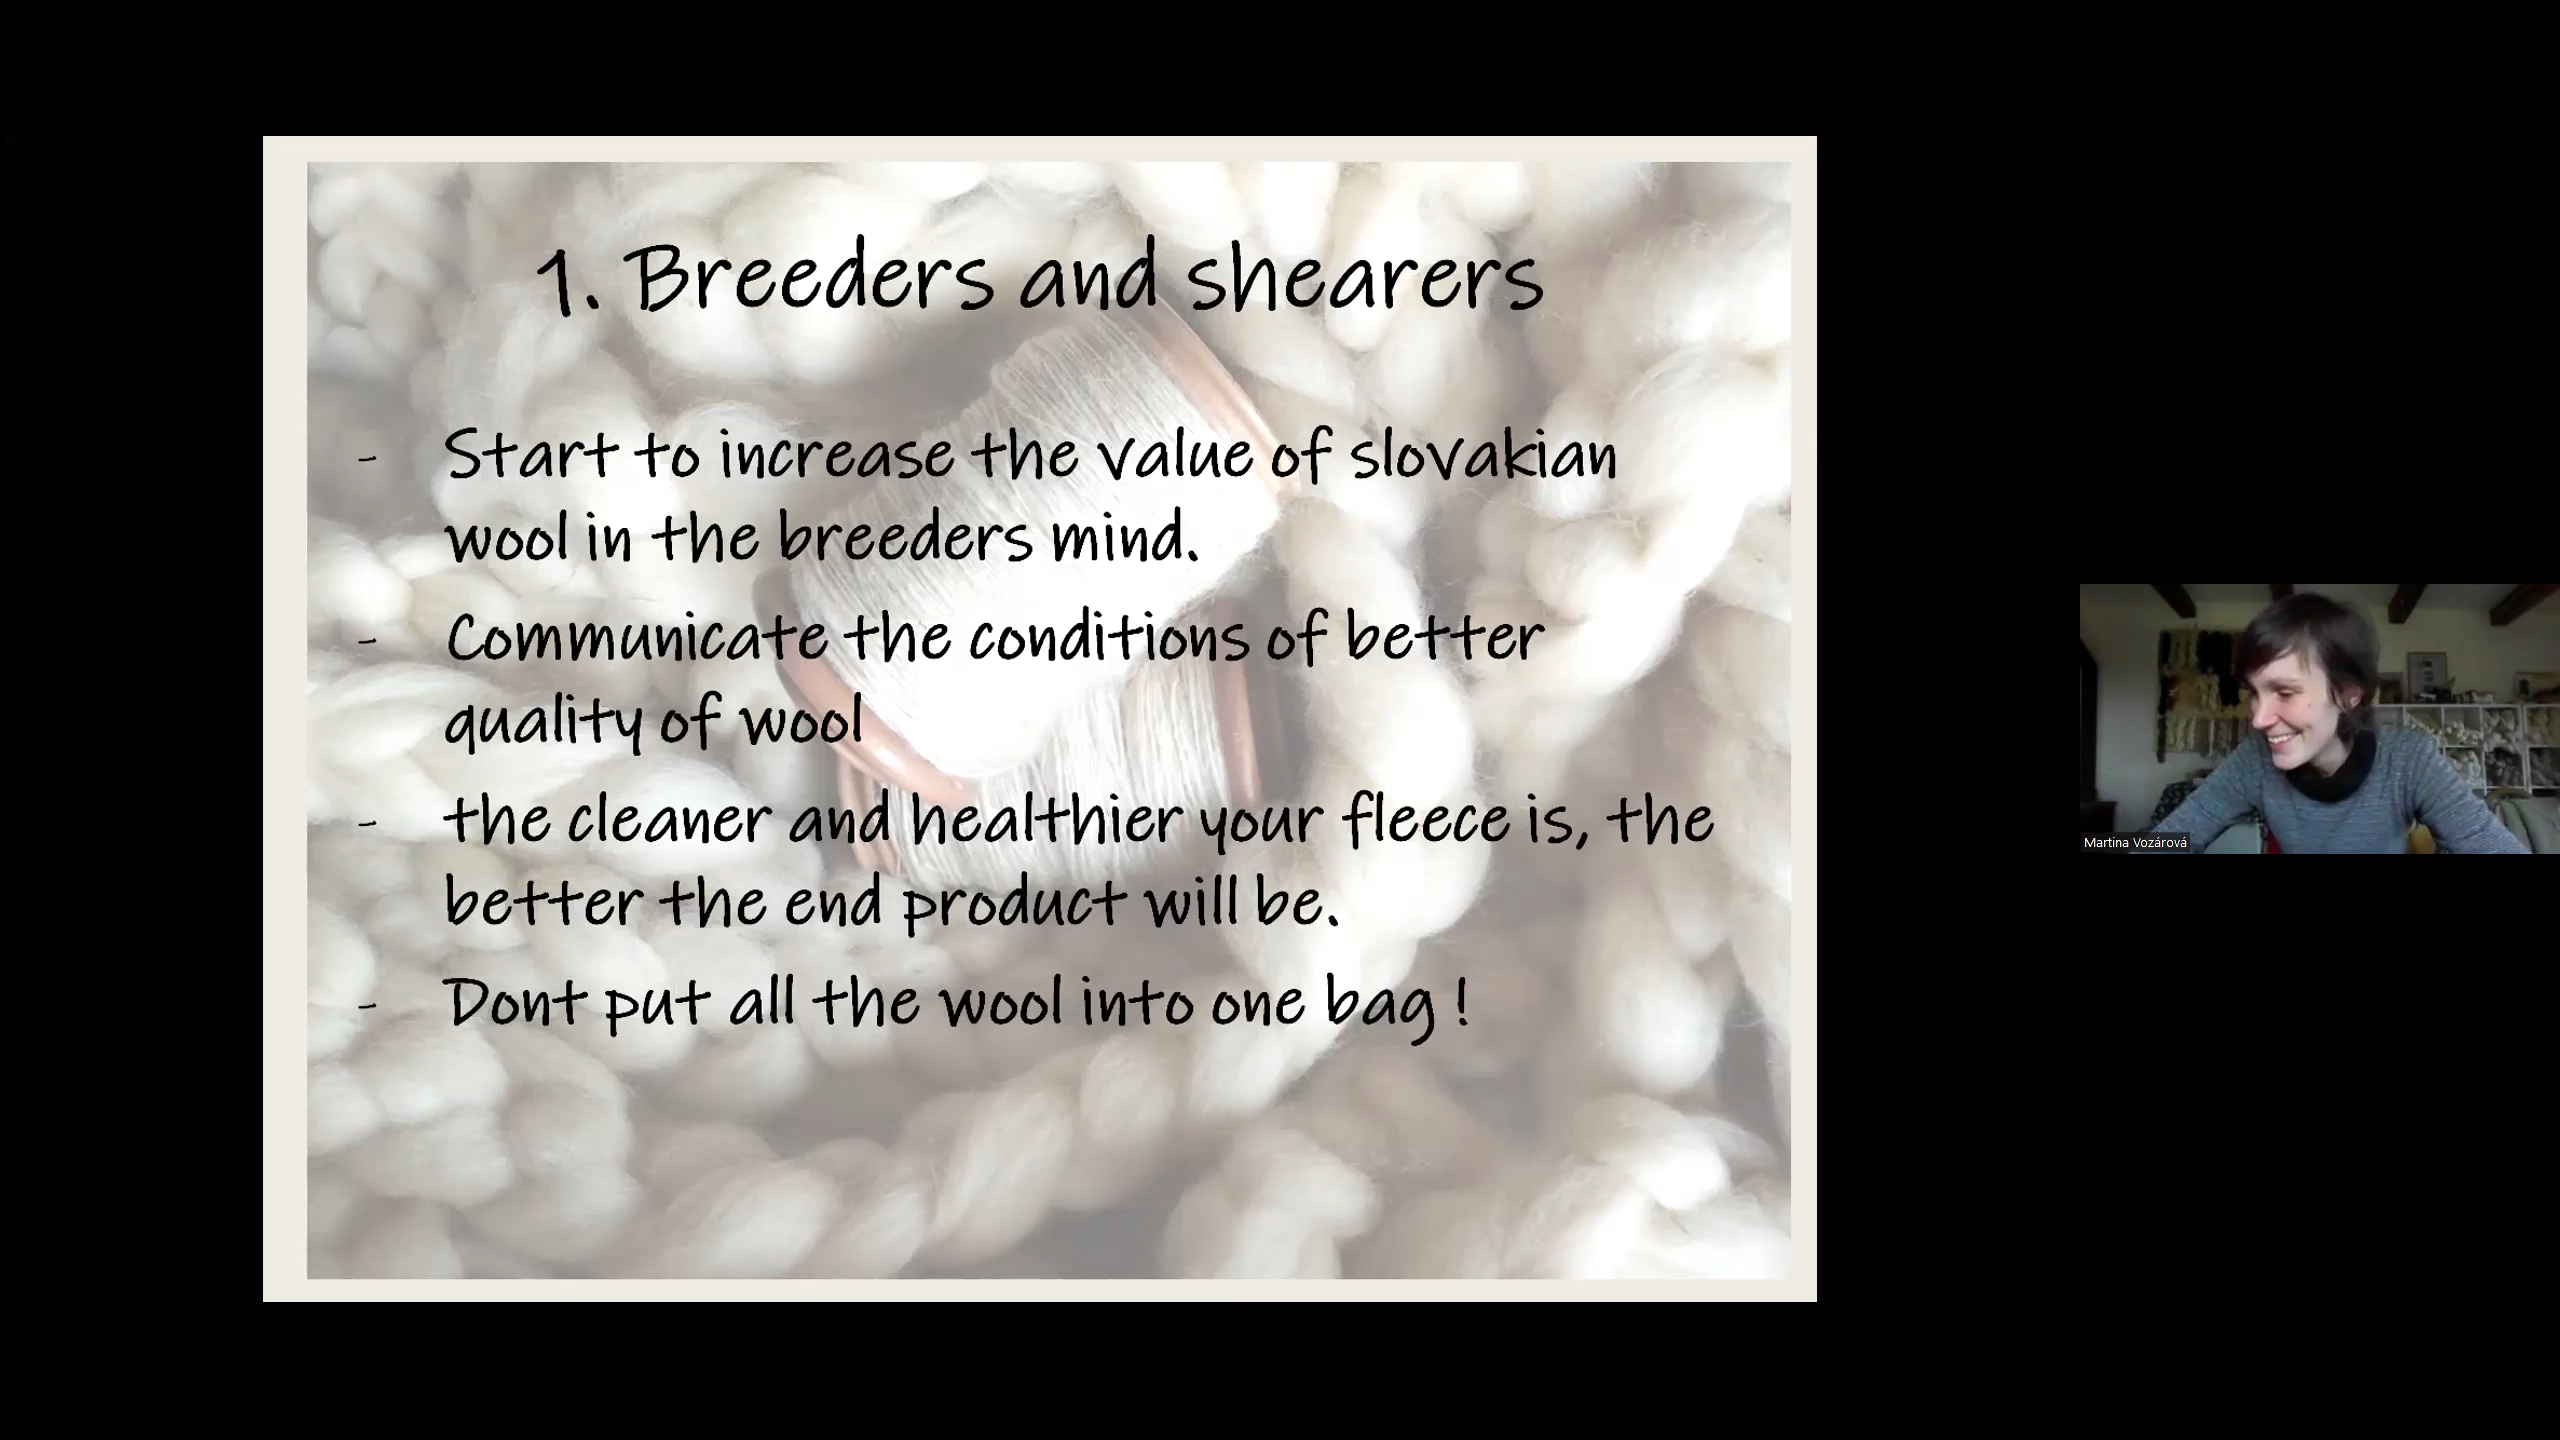 1. Breeders and shearers
- Start to increase the value of slovakian
wool in the breeders mind.
- Communicate the conditions of better
quality of wool
- the cleaner and healthier your fleece is, the
better the end product will be.
- Dont put all the wool into one bag !
Martina Vozárová